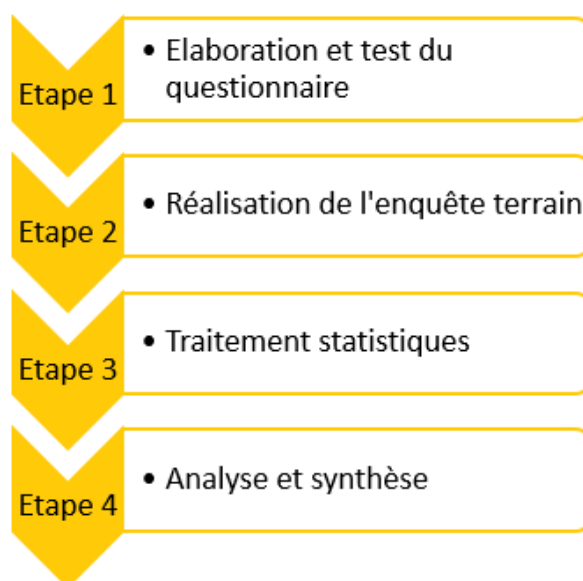 Etape 1
• Elaboration et test du
questionnaire
Etape 2
• Réalisation de l'enquête terrain
Etape 3
• Traitement statistiques
Etape 4
• Analyse et synthèse